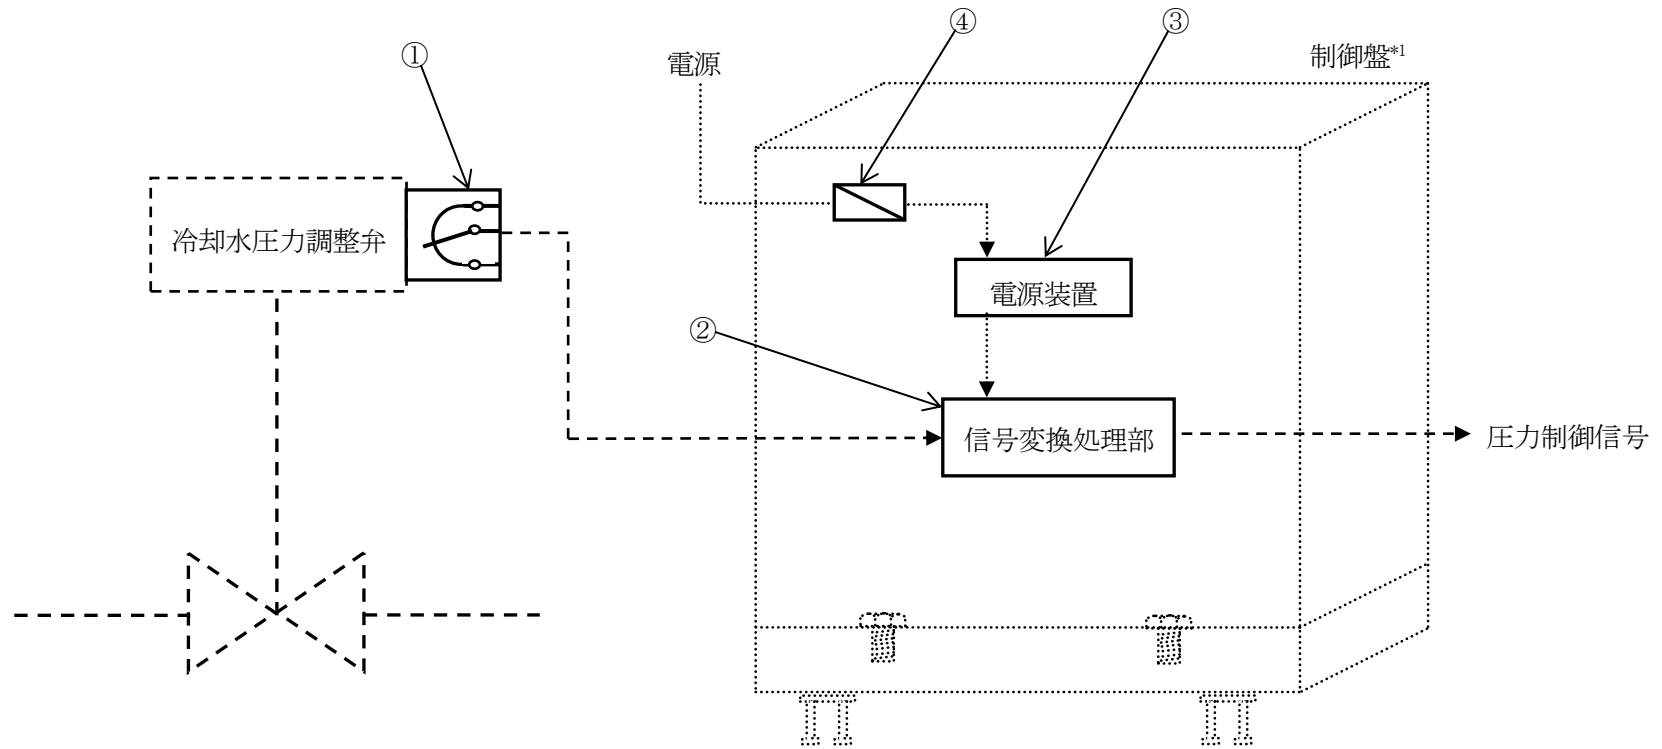 ④
③
①
電源
制御盤*1
冷却水圧力調整弁
電源装置
②
信号変換処理部
圧力制御信号